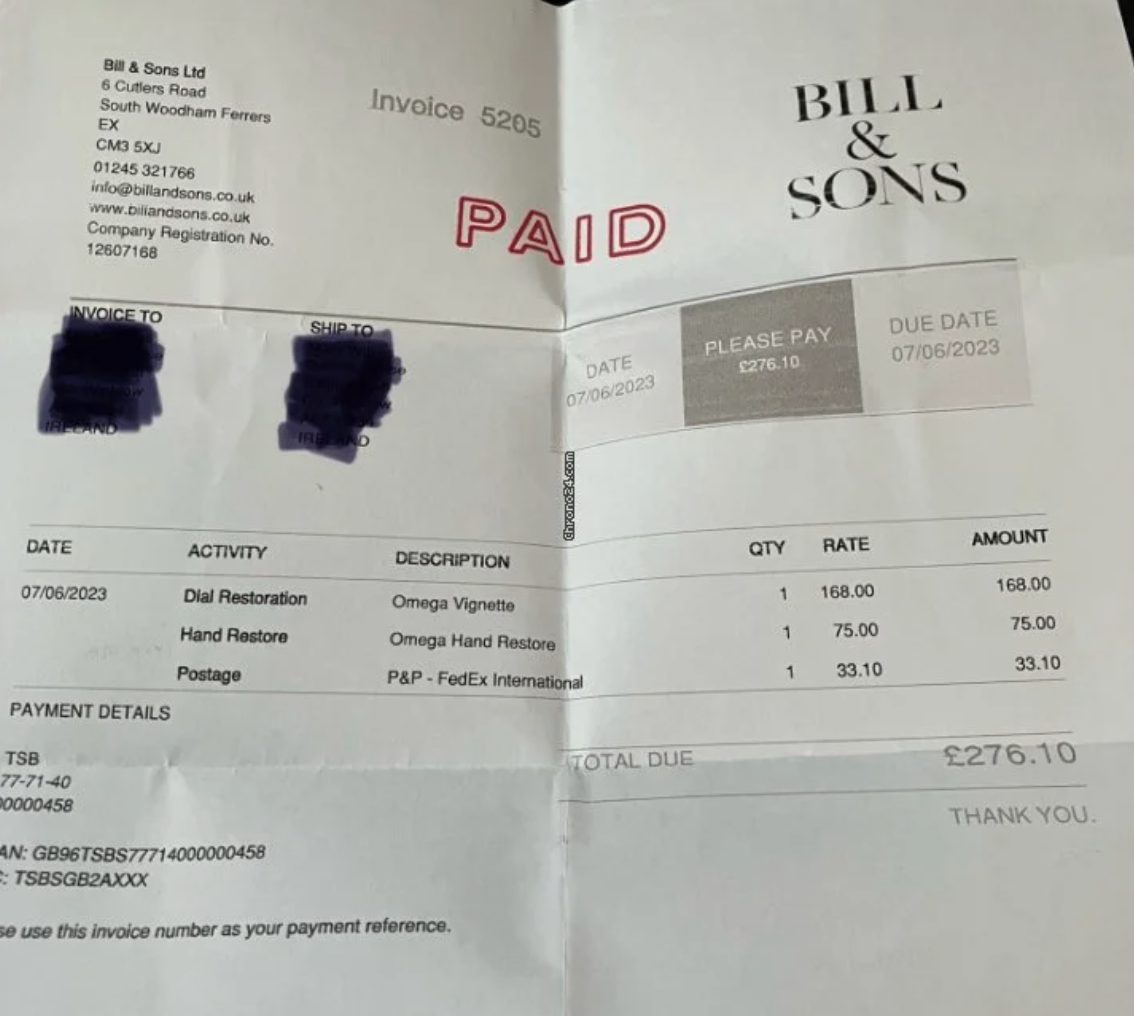 Bill & Sons Ltd
6 Cutlers Road
South Woodham Ferrers
EX
CM3 5XJ
01245 321766
info@billandsons.co.uk
www.billandsons.co.uk
Company Registration No.
12607168
Invoice 5205
PAID
BILL
&
SONS
INVOICE TO
IRELAND
SHIP TO
IRELAND
DATE
07/06/2023
PLEASE PAY
£276.10
DUE DATE
07/06/2023
Chrono24.com
DATE ACTIVITY DESCRIPTION QTY RATE AMOUNT
07/06/2023 Dial Restoration Omega Vignette 1 168.00 168.00
Hand Restore Omega Hand Restore 1 75.00 75.00
Postage P&P - FedEx International 1 33.10 33.10
PAYMENT DETAILS
TSB
77-71-40
00000458
AN: GB96TSBS77714000000458
: TSBSGB2AXXX
se use this invoice number as your payment reference.
TOTAL DUE £276.10
THANK YOU.